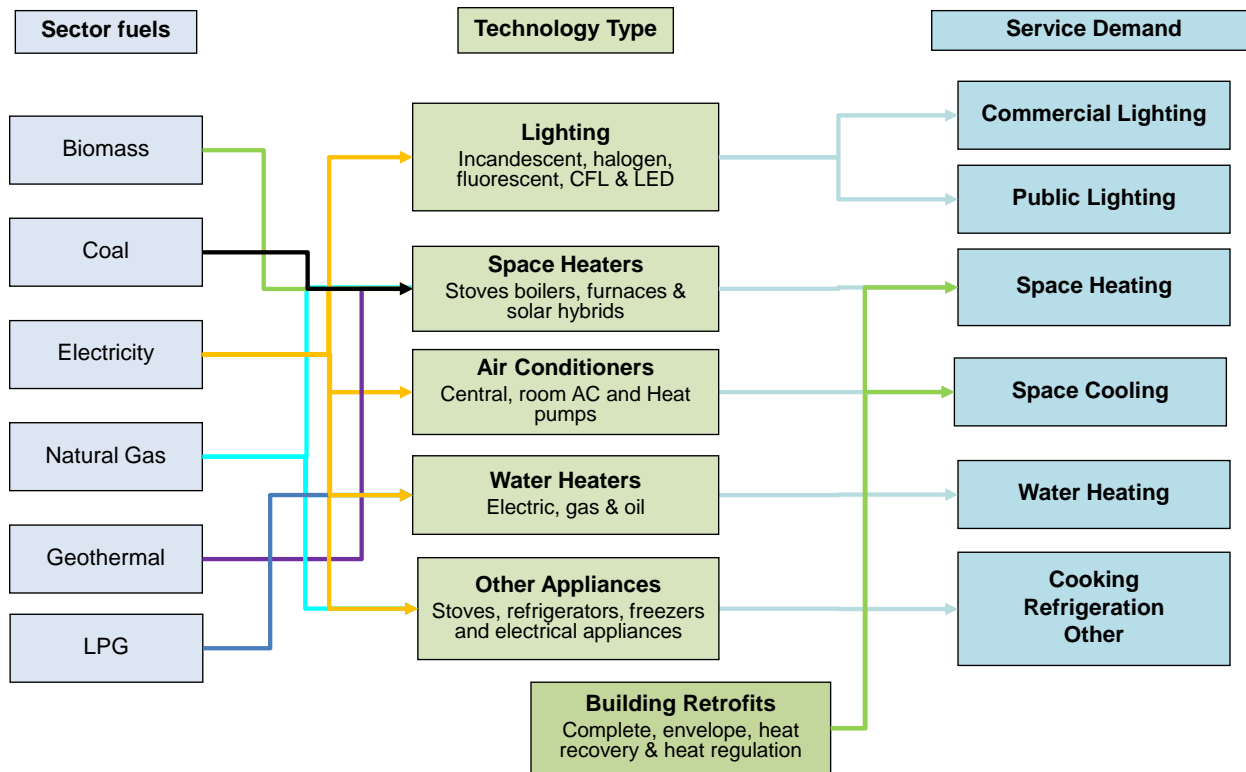 Sector fuels
Technology Type
Service Demand
Biomass
Coal
Electricity
Natural Gas
Geothermal
LPG
Lighting
Incandescent, halogen,
fluorescent, CFL & LED
Space Heaters
Stoves boilers, furnaces &
solar hybrids
Air Conditioners
Central, room AC and Heat
pumps
Water Heaters
Electric, gas & oil
Other Appliances
Stoves, refrigerators, freezers
and electrical appliances
Building Retrofits
Complete, envelope, heat
recovery & heat regulation
Commercial Lighting
Public Lighting
Space Heating
Space Cooling
Water Heating
Cooking
Refrigeration
Other